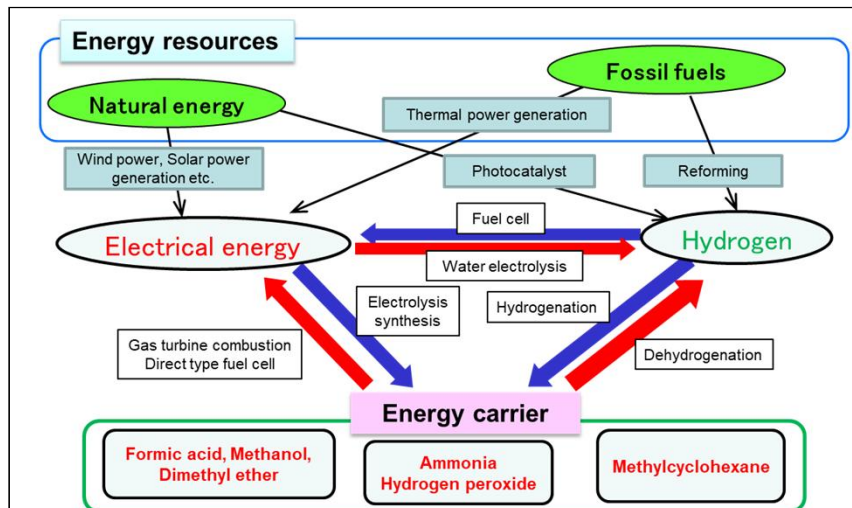 Energy resources
Fossil fuels
Natural energy
Thermal power generation
Wind power, Solar power
generation etc.
Photocatalyst
Reforming
Fuel cell
Electrical energy
Hydrogen
Water electrolysis
Electrolysis
synthesis
Hydrogenation
Gas turbine combustion
Direct type fuel cell
Dehydrogenation
Energy carrier
Formic acid, Methanol,
Dimethyl ether
Ammonia
Hydrogen peroxide
Methylcyclohexane